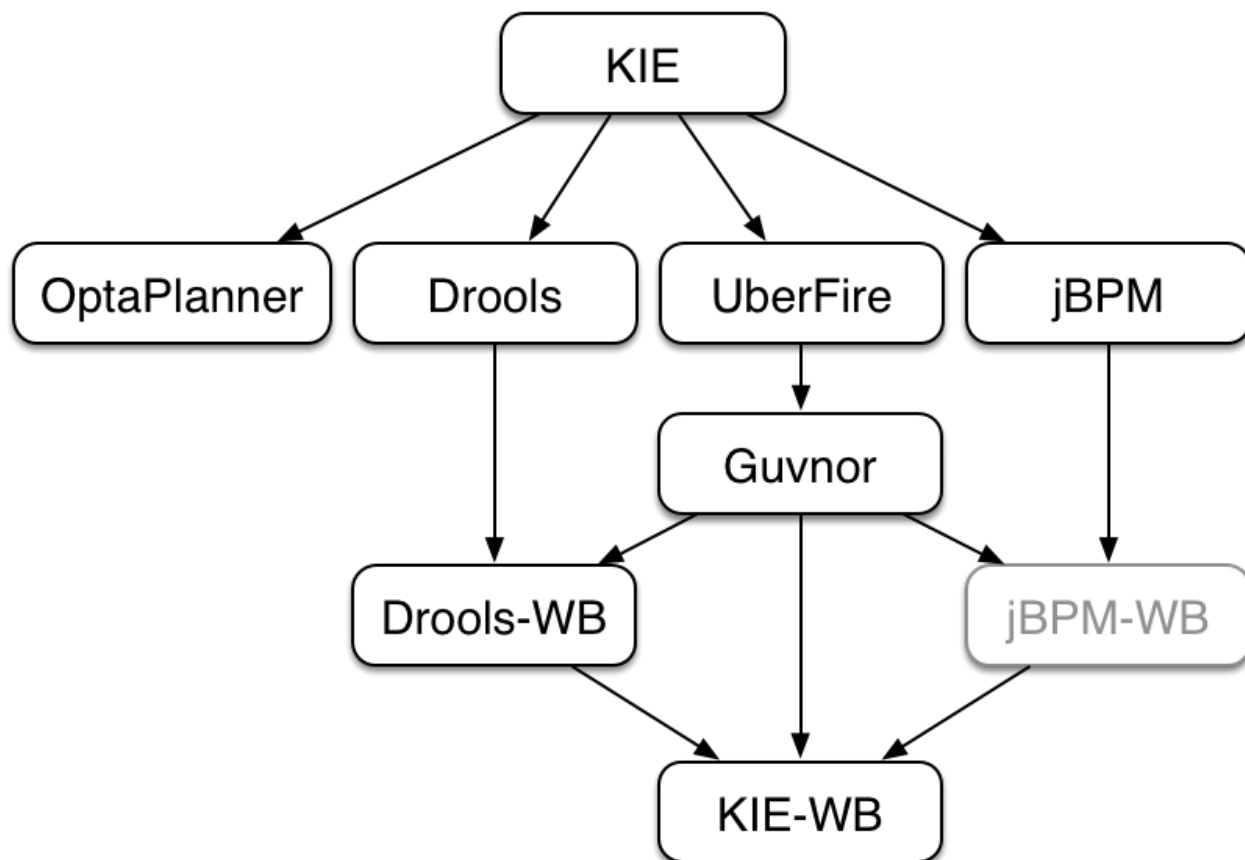 KIE
OptaPlanner
Drools
UberFire
jBPM
Guvnor
Drools-WB
jBPM-WB
KIE-WB